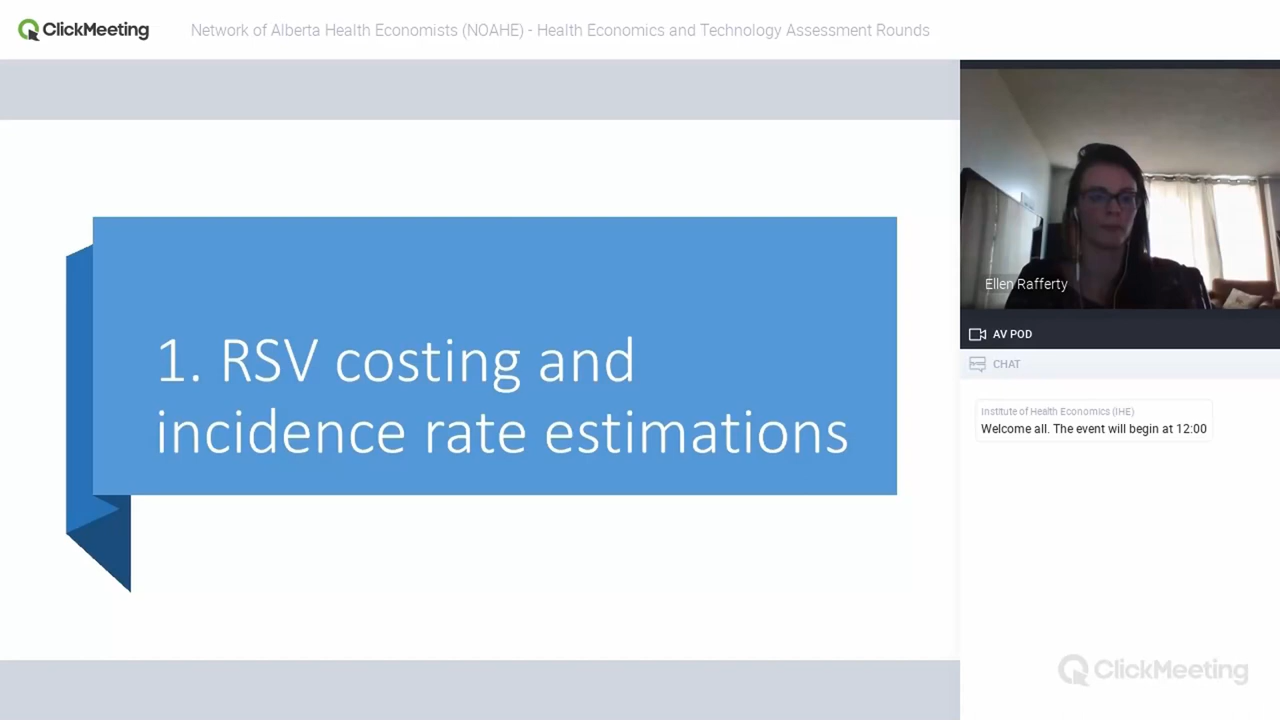 ClickMeeting
Network of Alberta Health Economists (NOAHE) - Health Economics and Technology Assessment Rounds
1. RSV costing and
incidence rate estimations
Ellen Rafferty
AV POD
CHAT
Institute of Health Economics (IHE)
Welcome all. The event will begin at 12:00
ClickMeeting